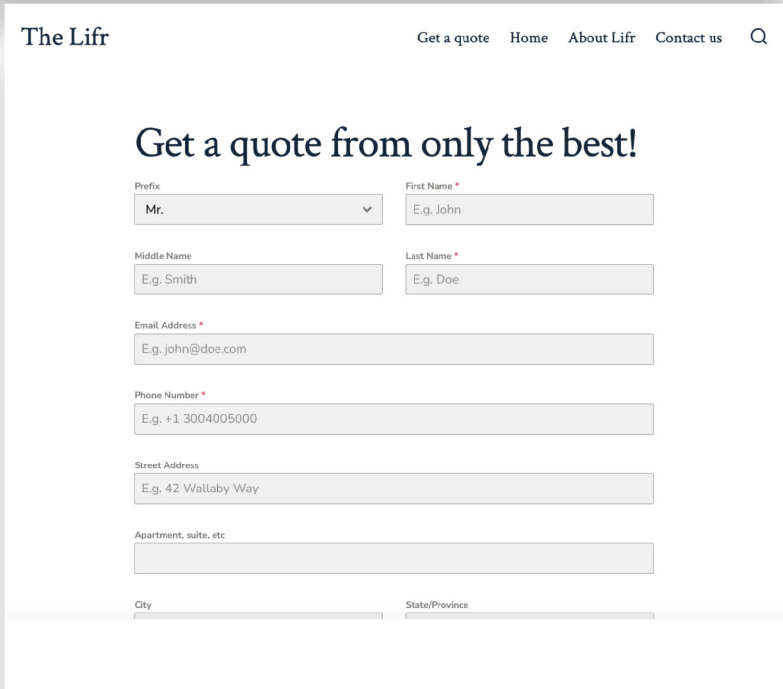 The Lifr
Get a quote Home About Lifr Contact us
Get a quote from only the best!
Prefix
First Name *
Mr.
E.g. John
Middle Name
Last Name *
E.g. Smith
E.g. Doe
Email Address *
E.g. john@doe.com
Phone Number *
E.g. +1 3004005000
Street Address
E.g. 42 Wallaby Way
Apartment, suite, etc
City
State/Province